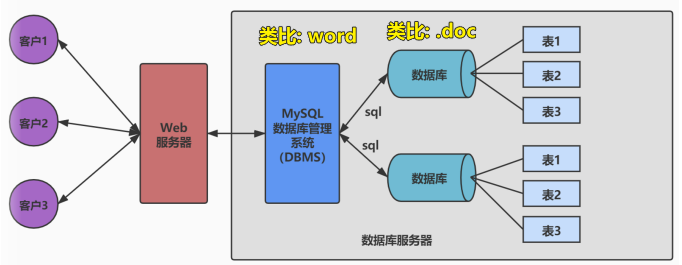 类比: word
类比: .doc
客户1
客户2
客户3
Web
服务器
MySQL
数据库管理
系统
(DBMS)
sql
sql
数据库
数据库
表1
表2
表3
表1
表2
表3
数据库服务器